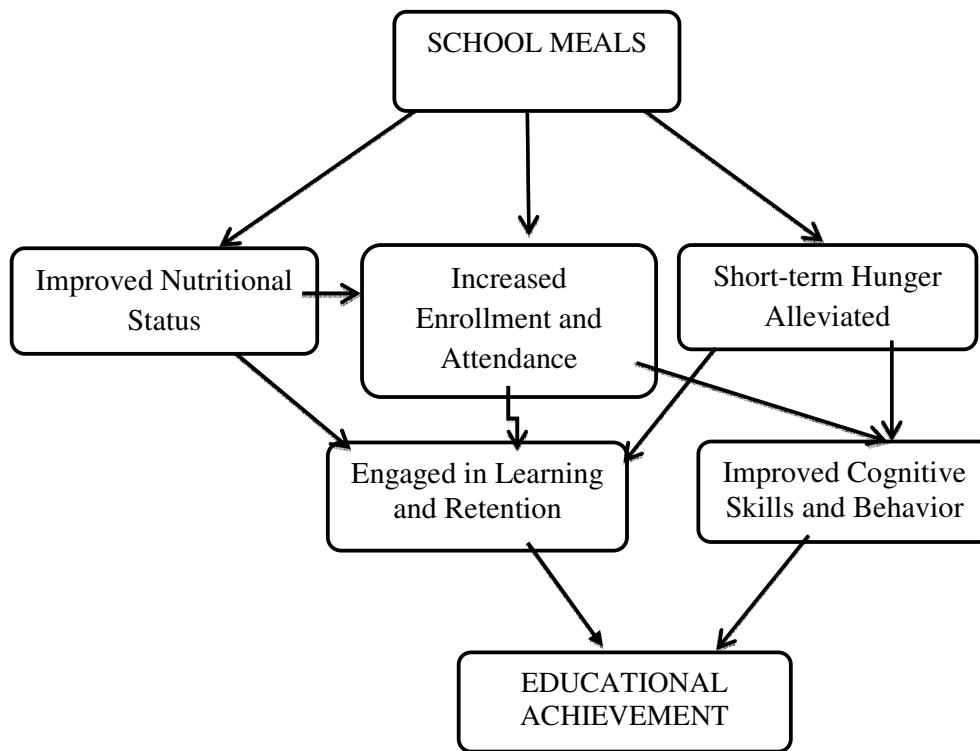 SCHOOL MEALS
Improved Nutritional
Status
Increased
Enrollment and
Attendance
Short-term Hunger
Alleviated
Engaged in Learning
and Retention
Improved Cognitive
Skills and Behavior
EDUCATIONAL
ACHIEVEMENT